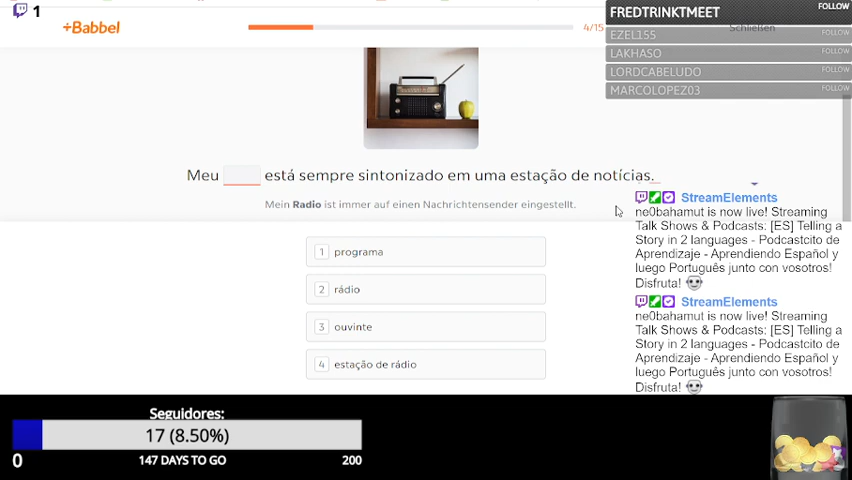 1
+Babbel
4/15
Schließen
FREDTRINKTMEET FOLLOW
EZEL155 FOLLOW
LAKHASO FOLLOW
LORDCABELUDO FOLLOW
MARCOLOPEZ03 FOLLOW
Meu está sempre sintonizado em uma estação de notícias.
Mein Radio ist immer auf einen Nachrichtensender eingestellt.
1 programa
2 rádio
3 ouvinte
4 estação de rádio
StreamElements
ne0bahamut is now live! Streaming
Talk Shows & Podcasts: [ES] Telling a
Story in 2 languages - Podcastcito de
Aprendizaje - Aprendiendo Español y
luego Português junto con vosotros!
Disfruta!
StreamElements
ne0bahamut is now live! Streaming
Talk Shows & Podcasts: [ES] Telling a
Story in 2 languages - Podcastcito de
Aprendizaje - Aprendiendo Español y
luego Português junto con vosotros!
Disfruta!
Seguidores:
17 (8.50%)
0 147 DAYS TO GO 200